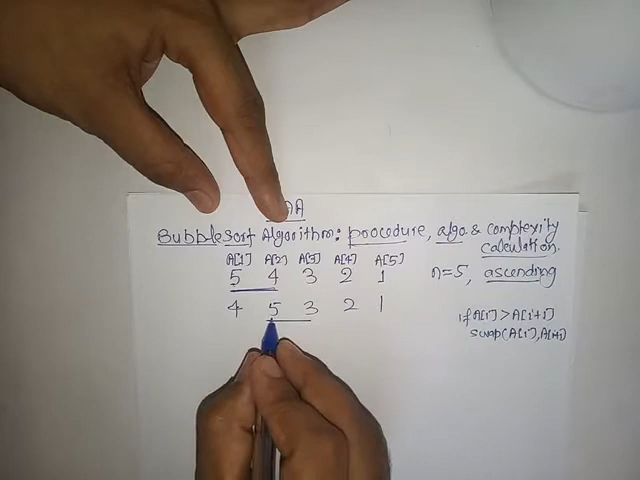 AA
Bubblesort Algorithm: procedure, algo & complexity
calculation.
A[1] A[2] A[3] A[4] A[5]
5 4 3 2 1 n=5, ascending
4 5 3 2 1
if A[i] > A[i+1]
swap(A[i], A[i+1])